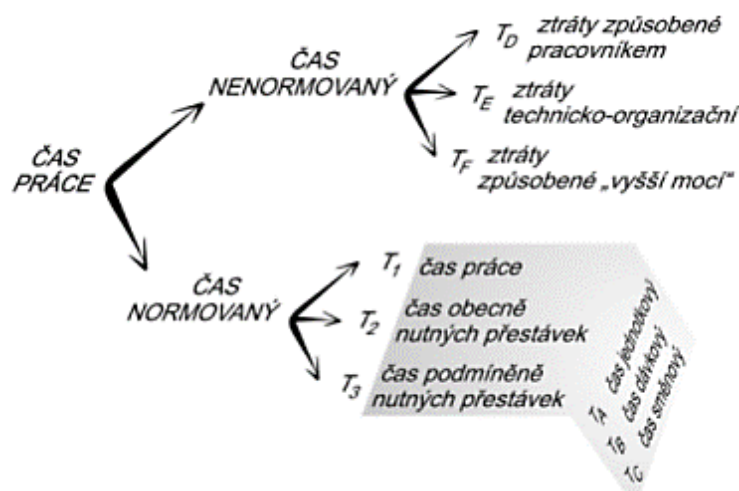 ČAS
PRÁCE
ČAS
NENORMOVANÝ
T_D ztráty způsobené
pracovníkem
T_E ztráty
technicko-organizační
T_F ztráty
způsobené „vyšší mocí“
ČAS
NORMOVANÝ
T_1 čas práce
T_2 čas obecně
nutných přestávek
T_3 čas podmíněně
nutných přestávek
T_A čas jednotkový
T_B čas dávkový
T_C čas směnový